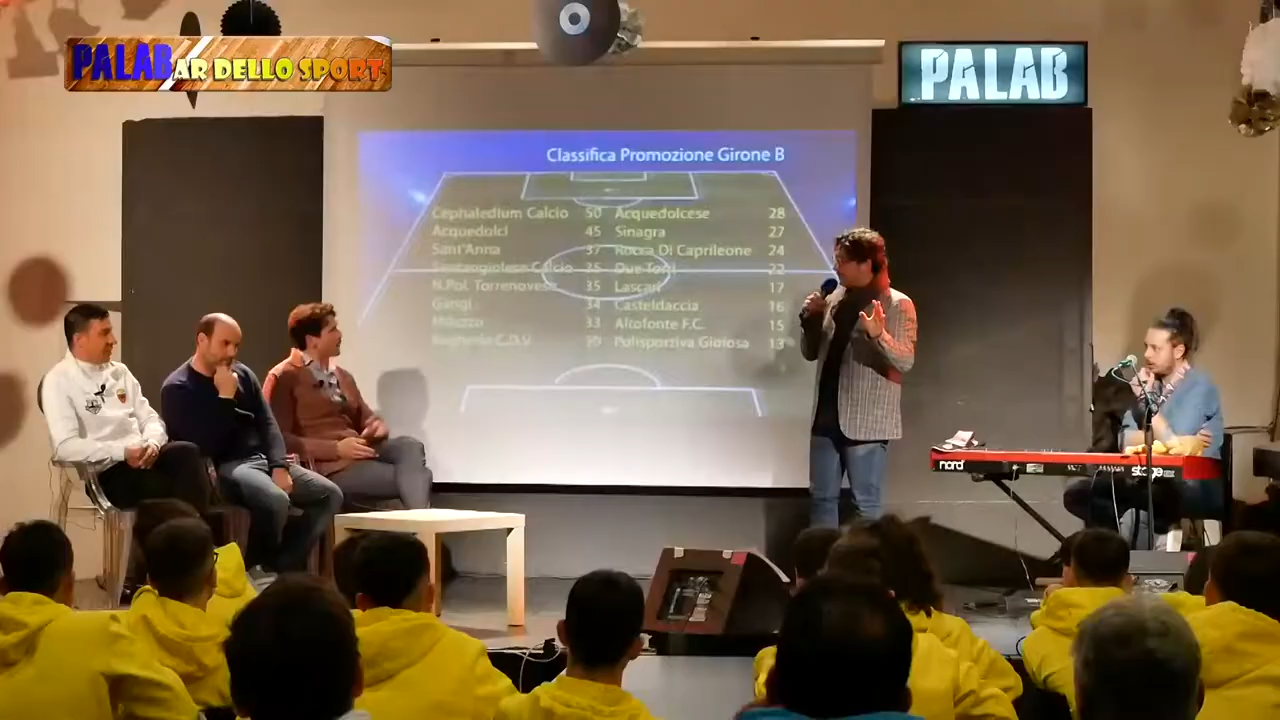 PALABAR DELLO SPORT
PALAB
Classifica Promozione Girone B
Cephaledium Calcio 50 Acquedolcese 28
Acquedolci 45 Sinagra 27
Sant'Anna 37 Rocca Di Caprileone 24
Santangiolese Calcio 35 Due Torri 22
N.Pol. Torrenovese 35 Lascari 17
Gangi 34 Casteldaccia 16
Milazzo 33 Altofonte F.C. 15
30 Polisportiva Gioiosa 13
nord stage